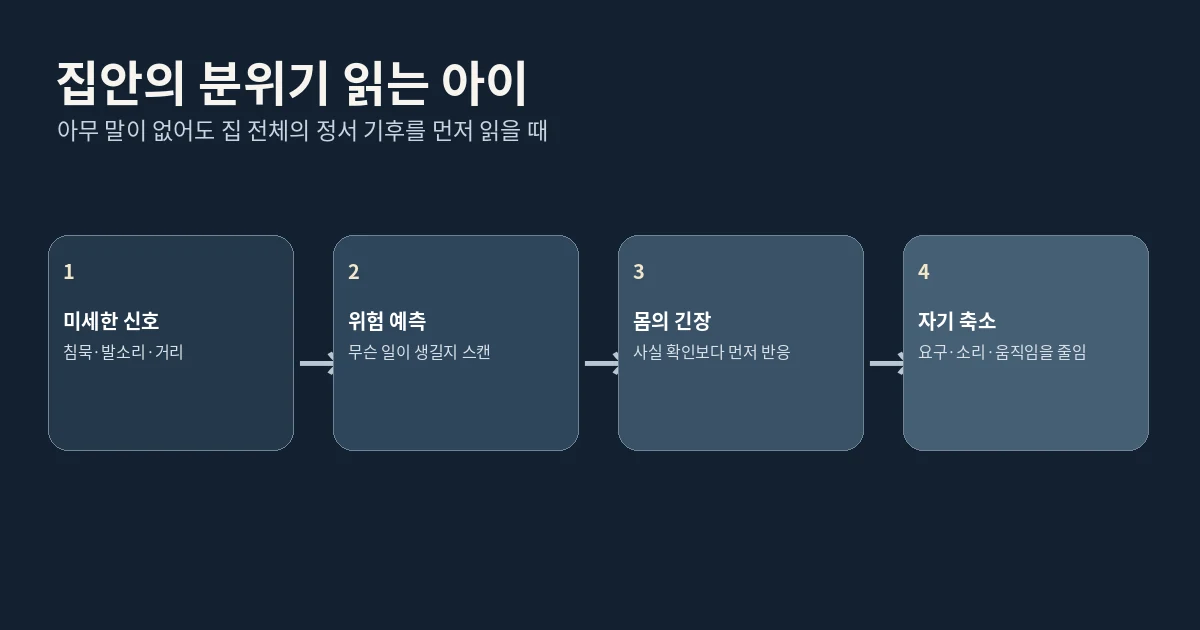 집안의 분위기 읽는 아이
아무 말이 없어도 집 전체의 정서 기후를 먼저 읽을 때
1
미세한 신호
침묵·발소리·거리
2
위험 예측
무슨 일이 생길지 스캔
3
몸의 긴장
사실 확인보다 먼저 반응
4
자기 축소
요구·소리·움직임을 줄임